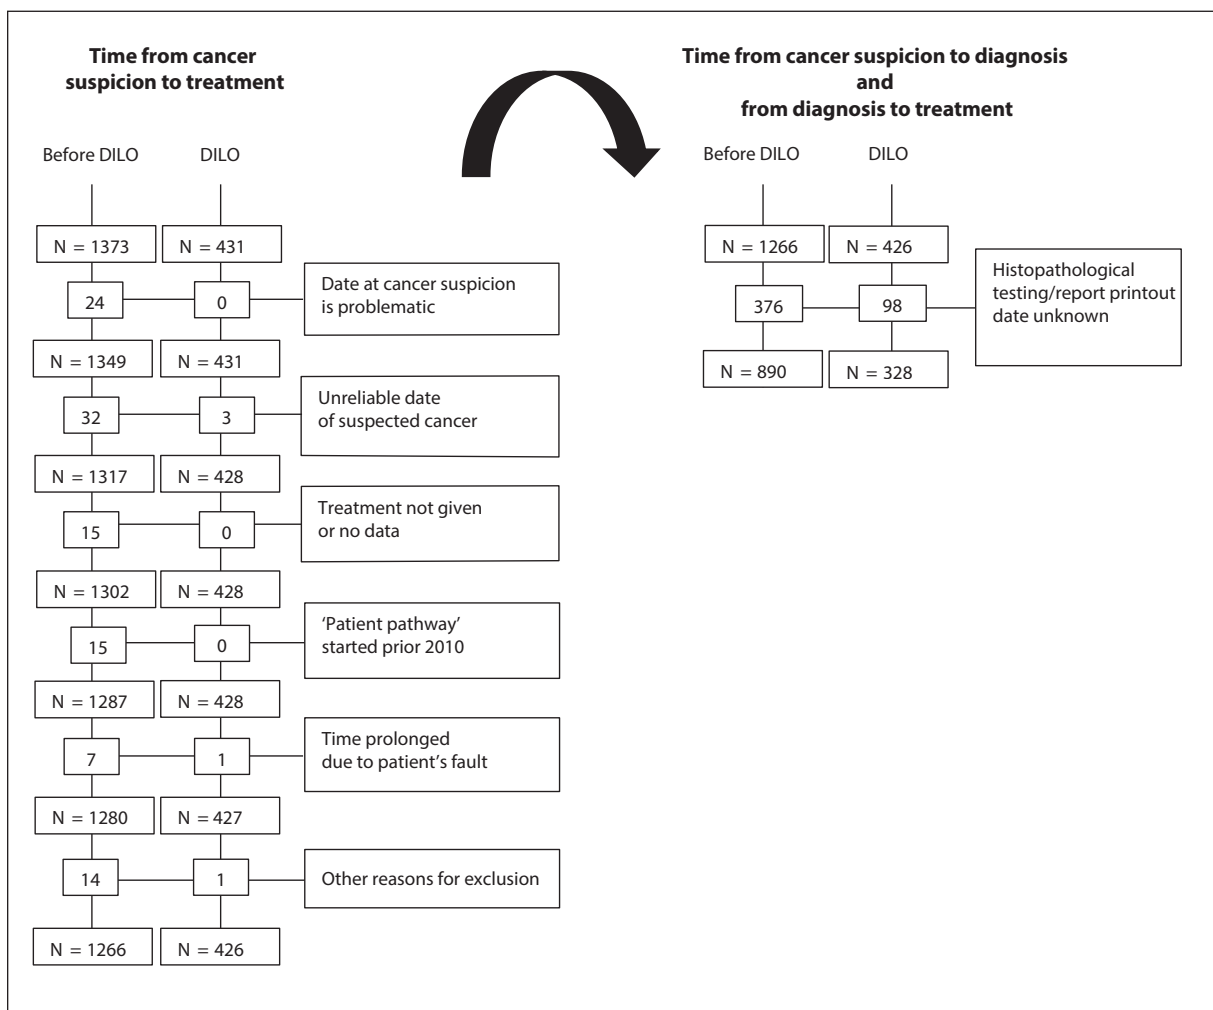 Time from cancer
suspicion to treatment
Before DILO DILO
N = 1373 N = 431
24 0
Date at cancer suspicion
is problematic
N = 1349 N = 431
32 3
Unreliable date
of suspected cancer
N = 1317 N = 428
15 0
Treatment not given
or no data
N = 1302 N = 428
15 0
‘Patient pathway’
started prior 2010
N = 1287 N = 428
7 1
Time prolonged
due to patient’s fault
N = 1280 N = 427
14 1
Other reasons for exclusion
N = 1266 N = 426
Time from cancer suspicion to diagnosis
and
from diagnosis to treatment
Before DILO DILO
N = 1266 N = 426
376 98
Histopathological
testing/report printout
date unknown
N = 890 N = 328